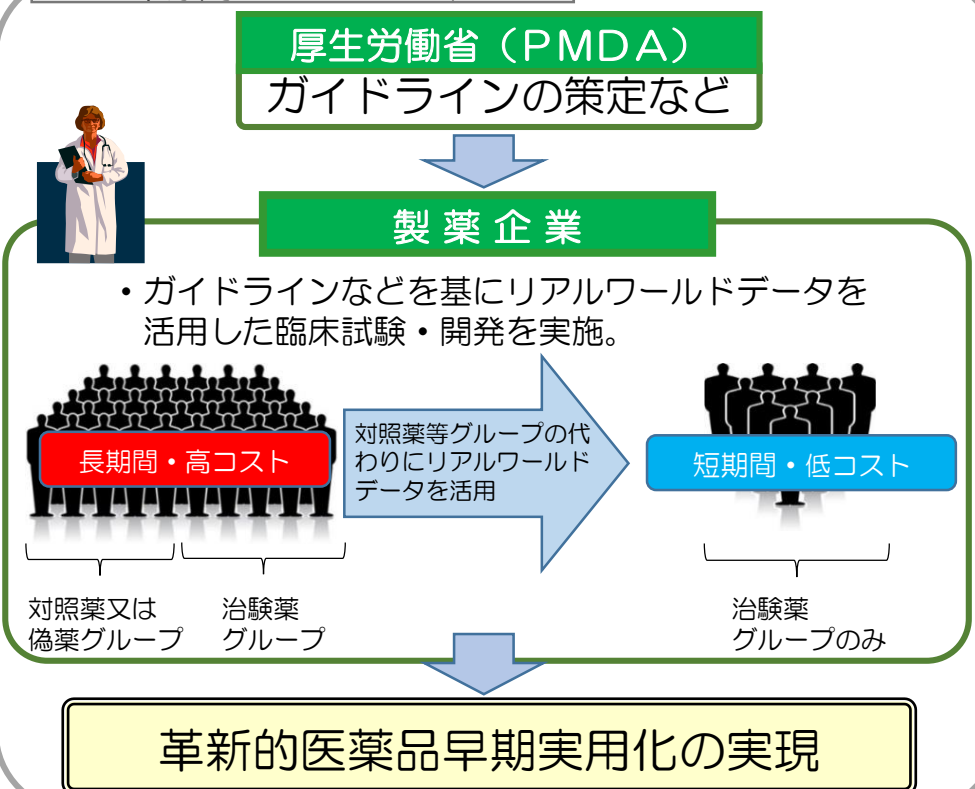 厚生労働省（PMDA）
ガイドラインの策定など
製薬企業
・ガイドラインなどを基にリアルワールドデータを
活用した臨床試験・開発を実施。
長期間・高コスト
対照薬等グループの代
わりにリアルワールド
データを活用
短期間・低コスト
対照薬又は
偽薬グループ
治験薬
グループ
治験薬
グループのみ
革新的医薬品早期実用化の実現